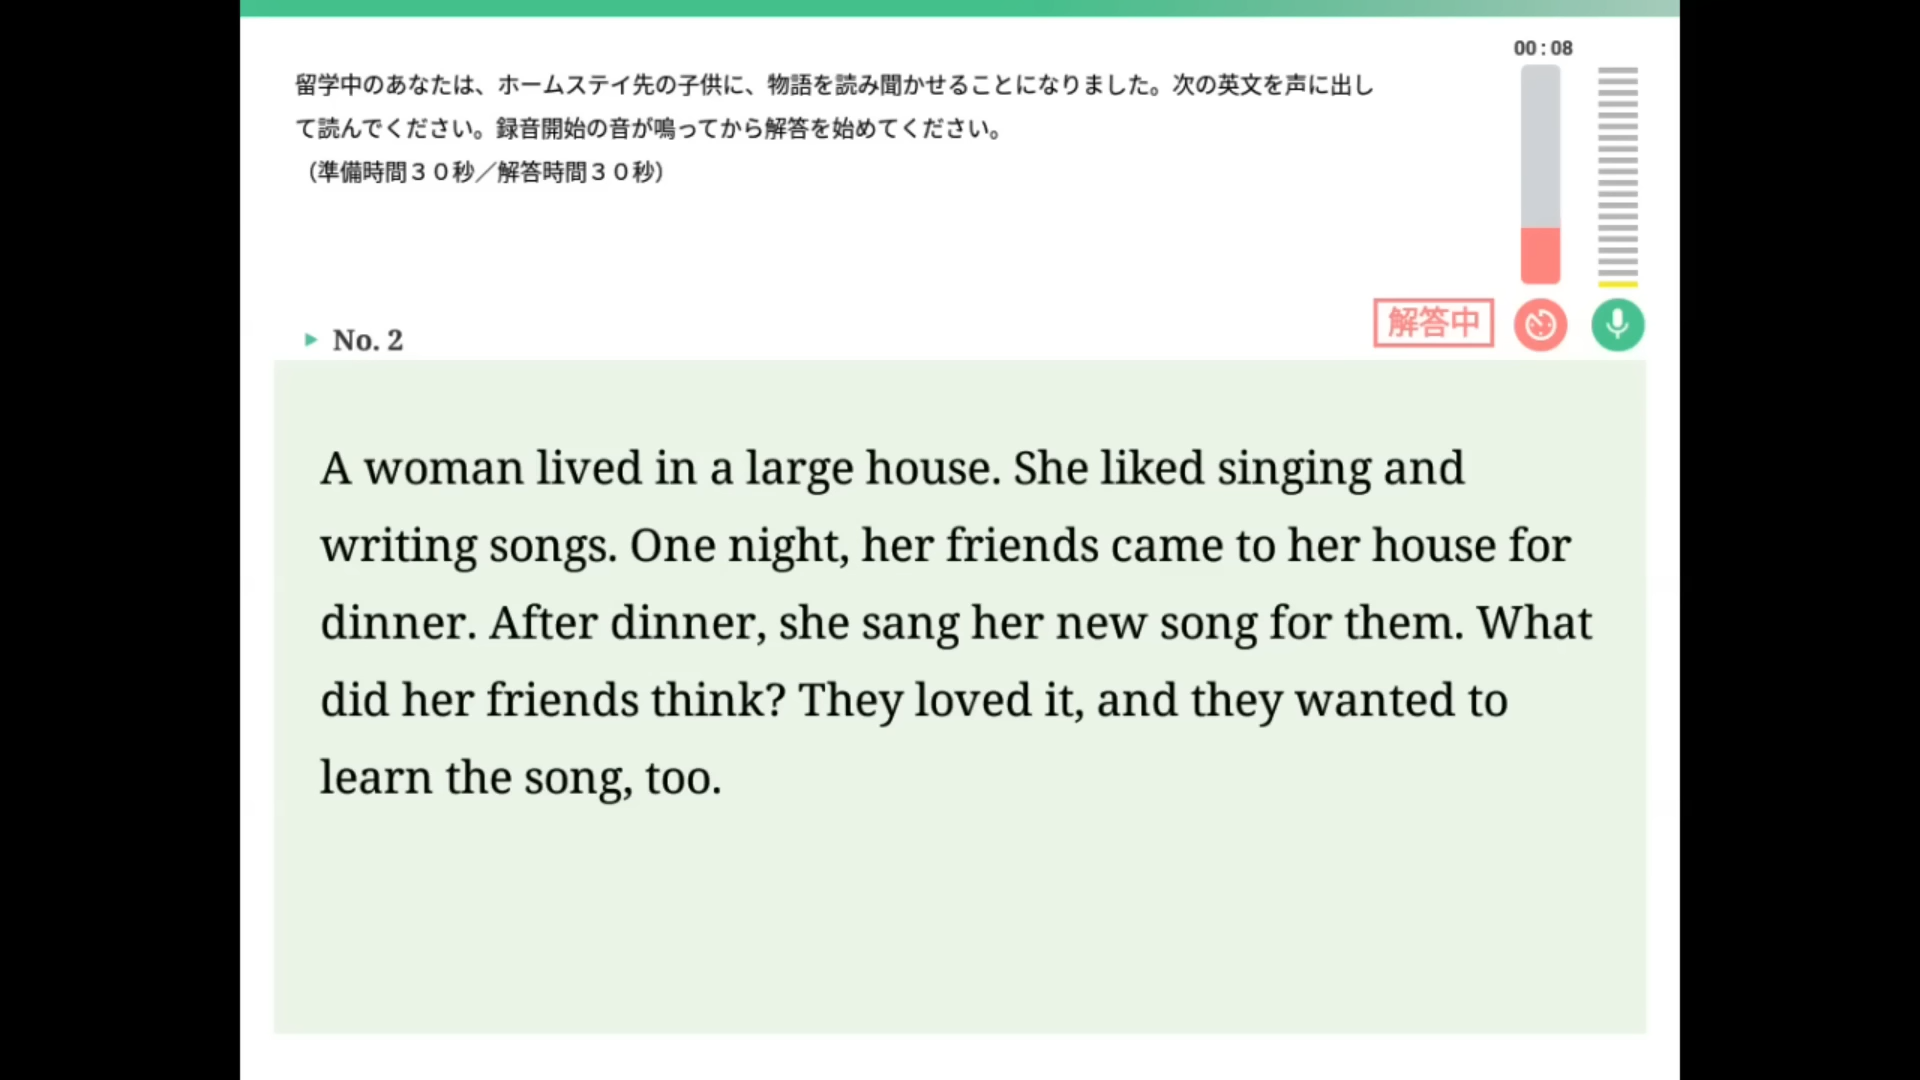 00:08
留学中のあなたは、ホームステイ先の子供に、物語を読み聞かせることになりました。次の英文を声に出し
て読んでください。録音開始の音が鳴ってから解答を始めてください。
（準備時間３０秒／解答時間３０秒）
解答中
No. 2
A woman lived in a large house. She liked singing and
writing songs. One night, her friends came to her house for
dinner. After dinner, she sang her new song for them. What
did her friends think? They loved it, and they wanted to
learn the song, too.